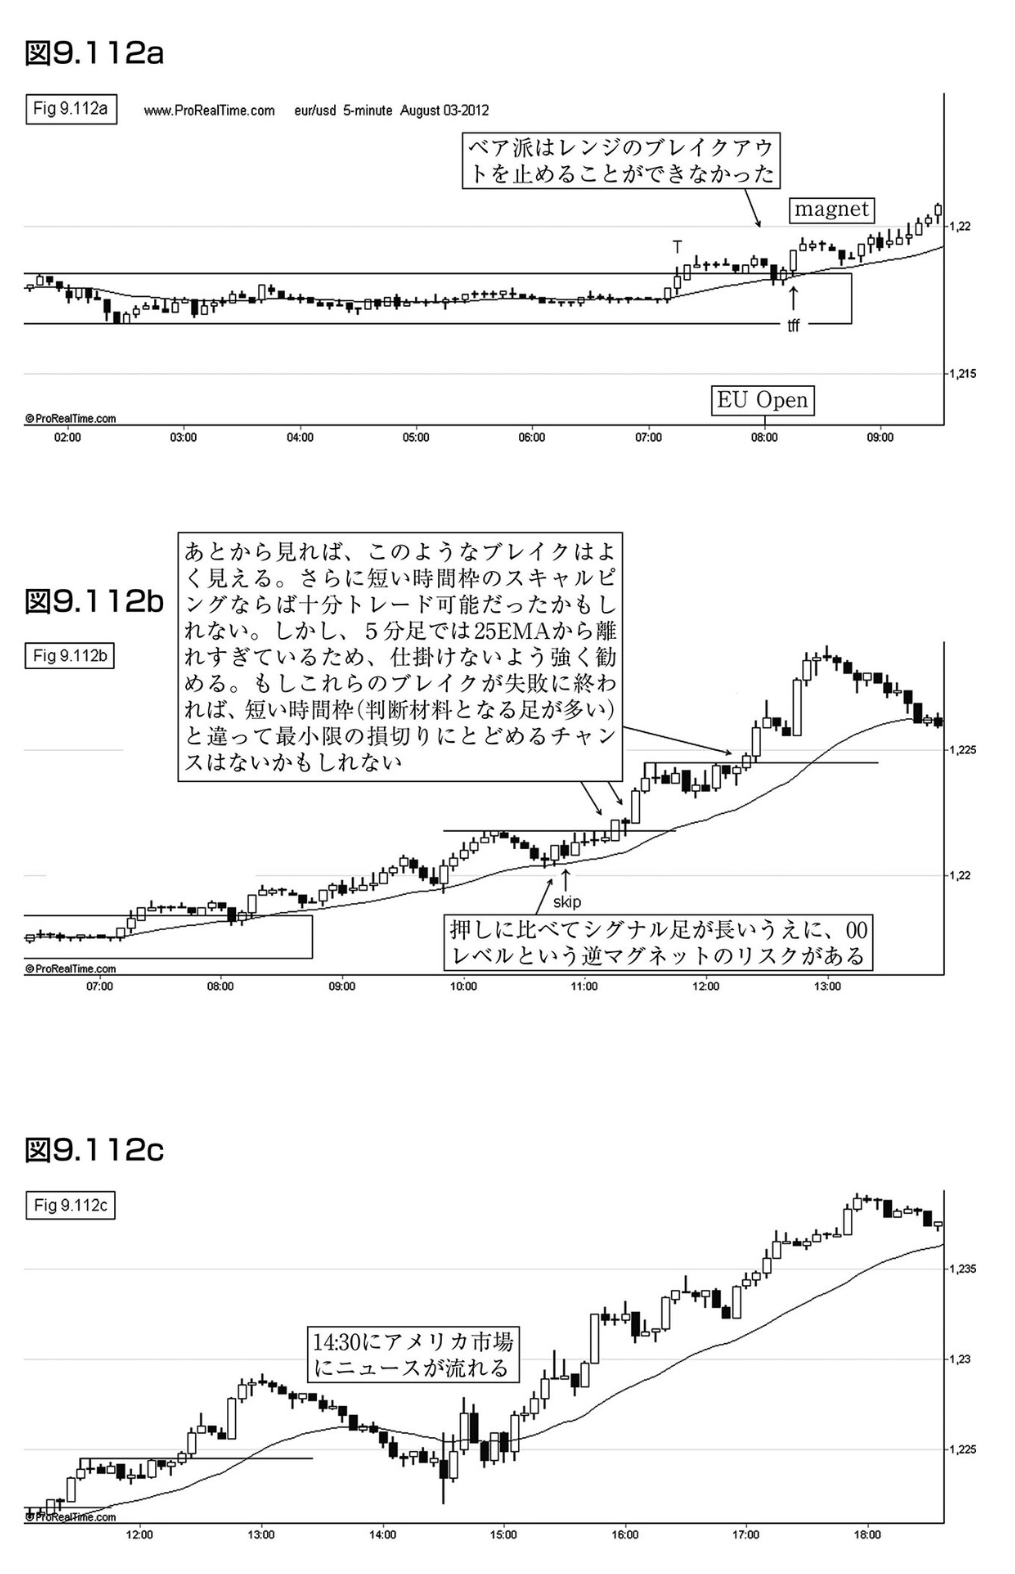 図9.112a
Fig 9.112a
www.ProRealTime.com eur/usd 5-minute August 03-2012
ベア派はレンジのブレイクアウ
トを止めることができなかった
magnet
T
1,22
tff
1,215
EU Open
©ProRealTime.com
02:00 03:00 04:00 05:00 06:00 07:00 08:00 09:00
図9.112b
Fig 9.112b
あとから見れば、このようなブレイクはよ
く見える。さらに短い時間枠のスキャルピ
ングならば十分トレード可能だったかもし
れない。しかし、5分足では25EMAから離
れすぎているため、仕掛けないよう強く勧
める。もしこれらのブレイクが失敗に終わ
れば、短い時間枠(判断材料となる足が多い)
と違って最小限の損切りにとどめるチャン
スはないかもしれない
1,225
1,22
skip
押しに比べてシグナル足が長いうえに、00
レベルという逆マグネットのリスクがある
©ProRealTime.com
07:00 08:00 09:00 10:00 11:00 12:00 13:00
図9.112c
Fig 9.112c
1,235
14:30にアメリカ市場
にニュースが流れる
1,23
1,225
©ProRealTime.com
12:00 13:00 14:00 15:00 16:00 17:00 18:00